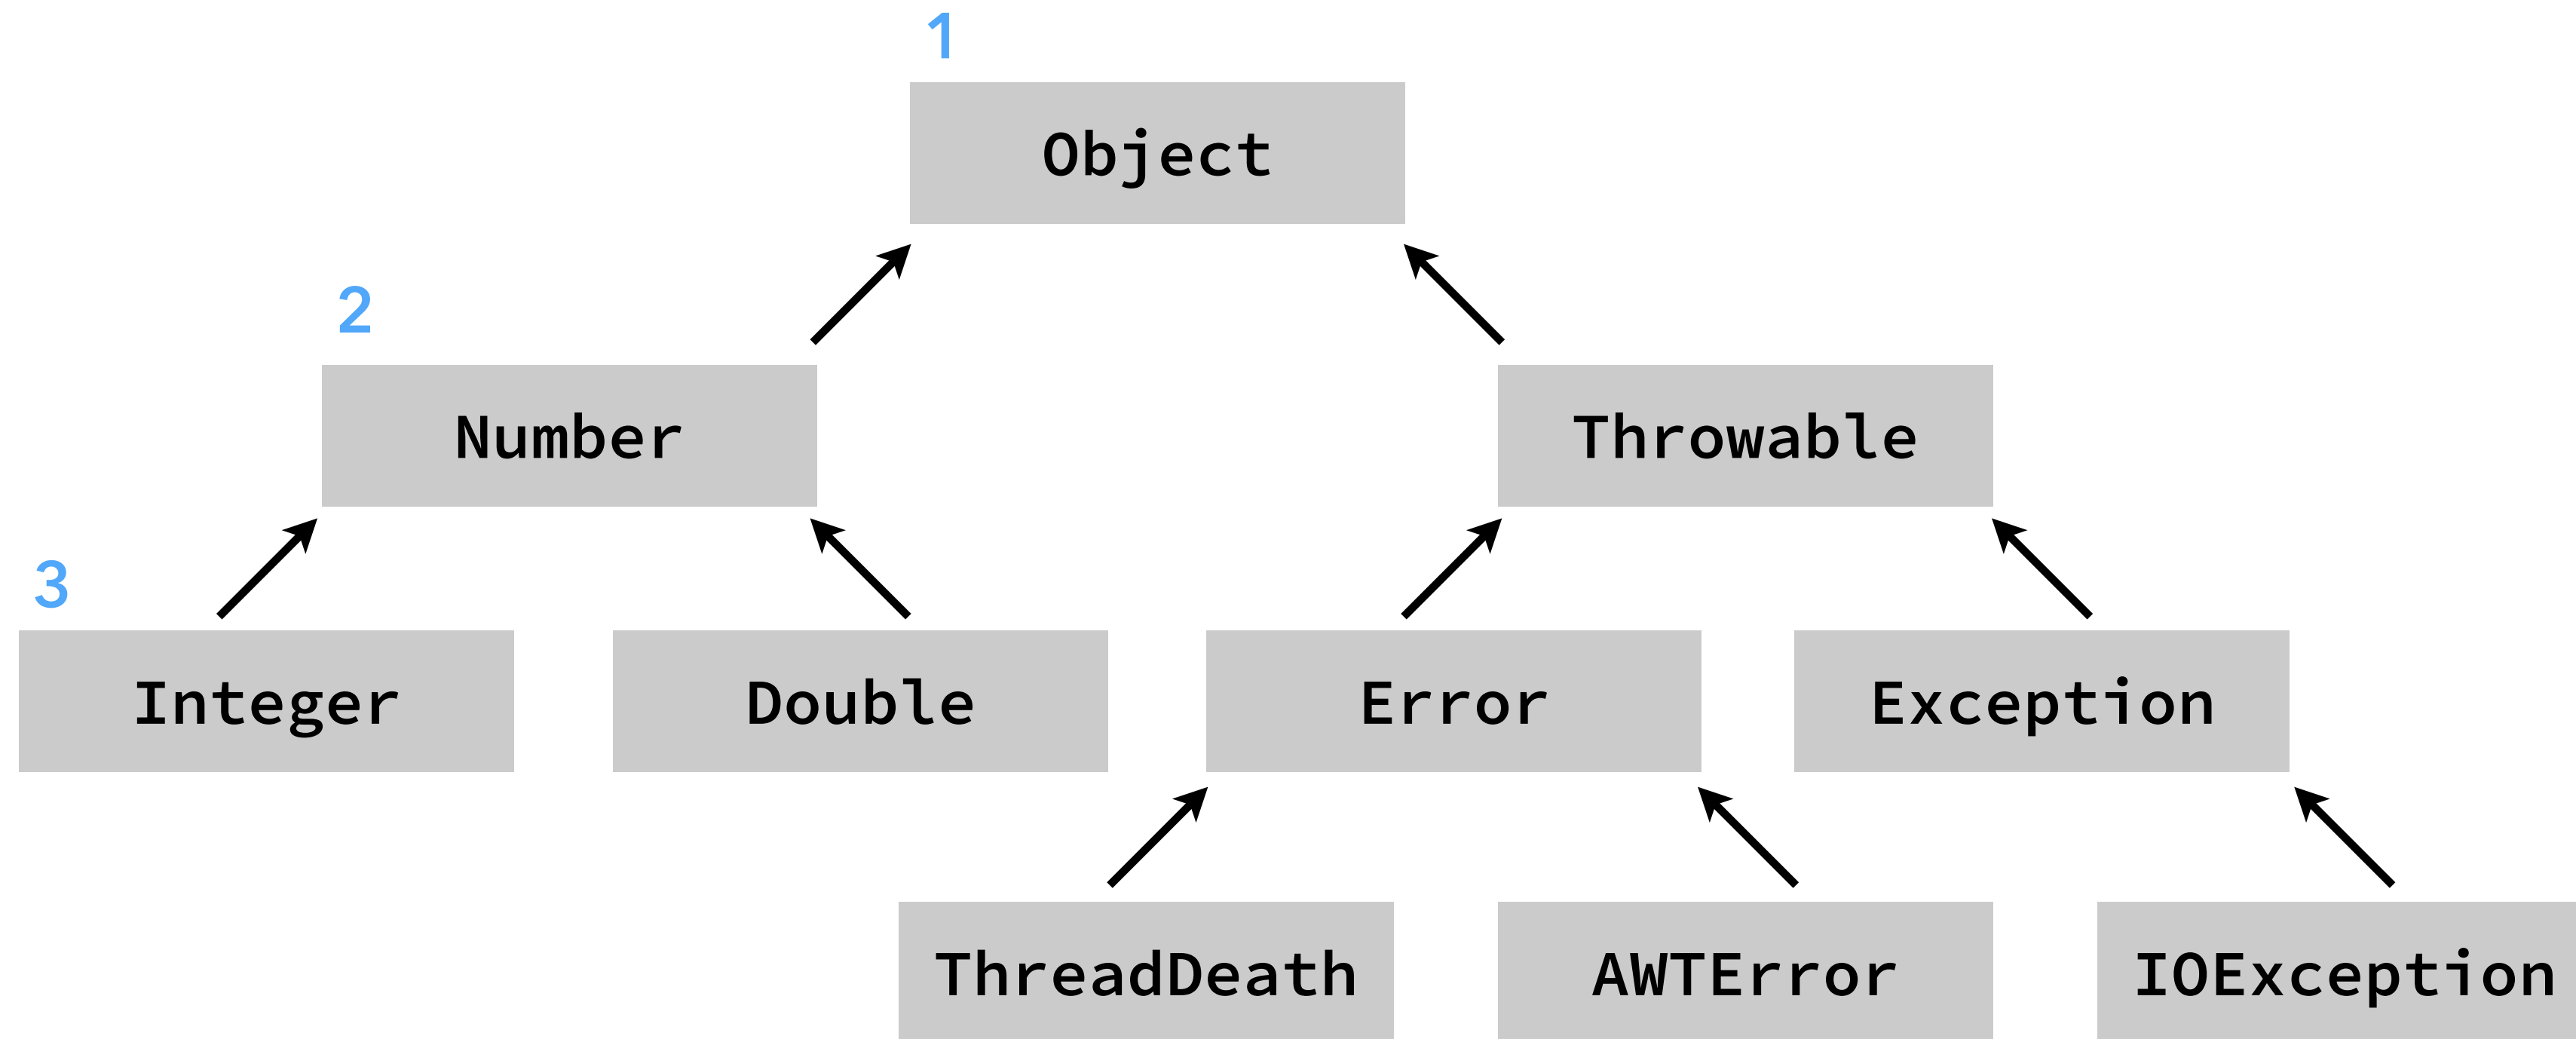 1
Object
2
Number
Throwable
3
Integer
Double
Error
Exception
ThreadDeath
AWTError
IOException